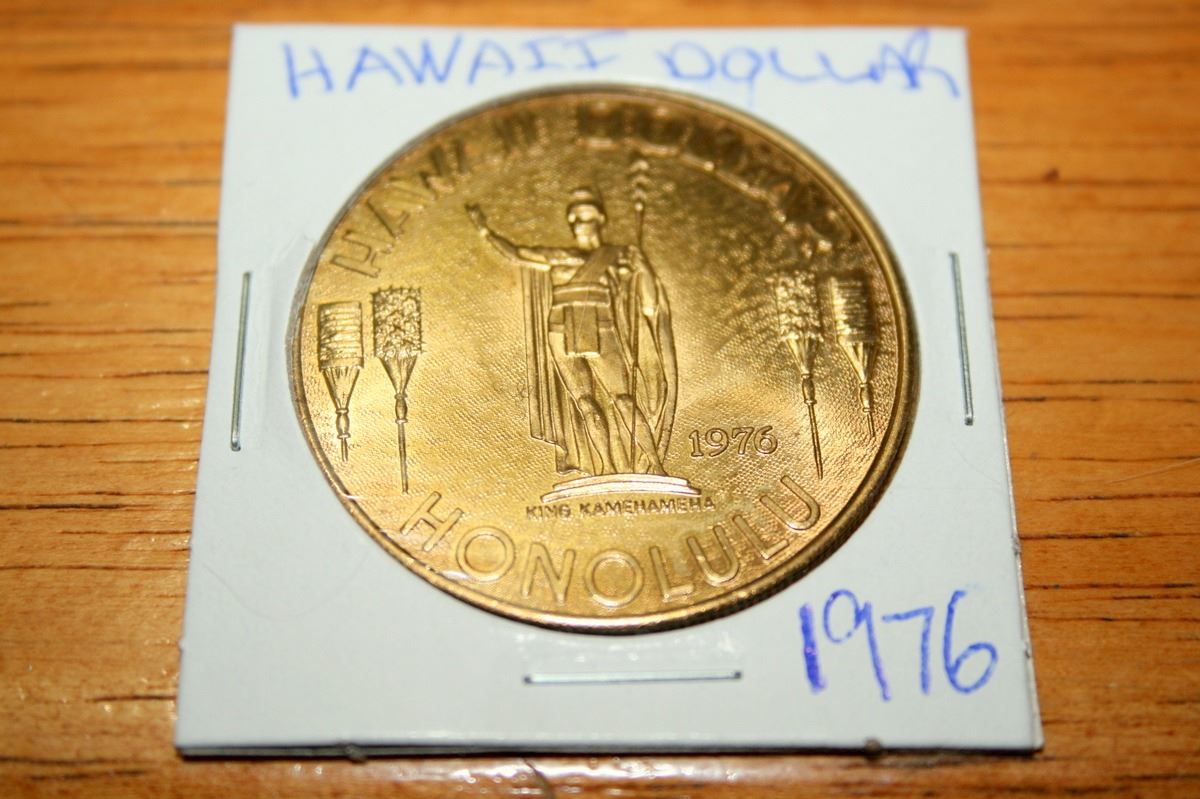 HAWAII DOLLAR
HAWAII DOLLAR
1976
KING KAMEHAMEHA
HONOLULU
1976